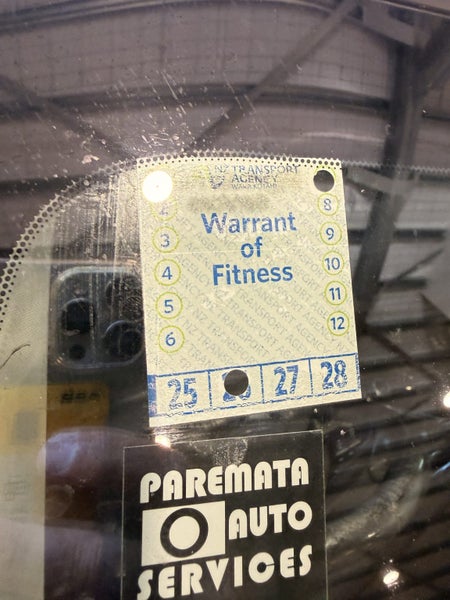 NZ TRANSPORT
AGENCY
WAKA KOTAHI
Warrant
of
Fitness
2
3
4
5
6
8
9
10
11
12
25 27 28
PAREMATA
AUTO
SERVICES